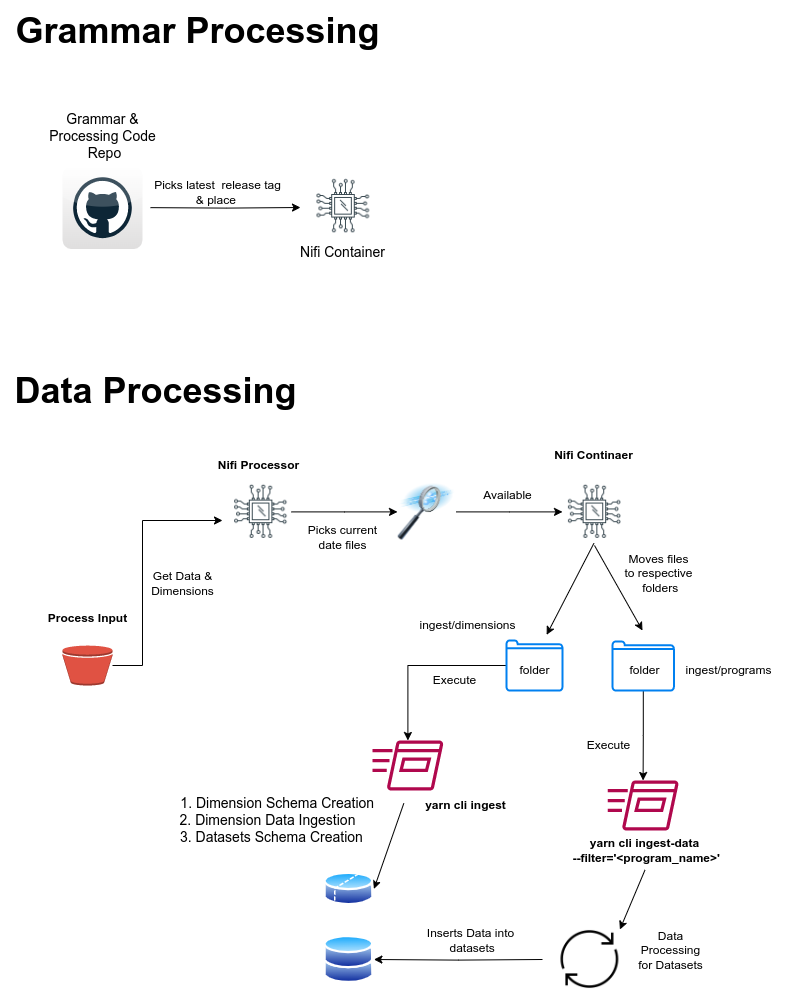 Grammar Processing
Grammar &
Processing Code
Repo
Picks latest  release tag
& place
Nifi Container
Data Processing
Nifi Processor
Nifi Continaer
Available
Picks current
date files
Get Data &
Dimensions
Moves files
to respective
folders
Process Input
ingest/dimensions
folder
folder
ingest/programs
Execute
Execute
1. Dimension Schema Creation
2. Dimension Data Ingestion
3. Datasets Schema Creation
yarn cli ingest
yarn cli ingest-data
--filter='<program_name>'
Inserts Data into
datasets
Data
Processing
for Datasets